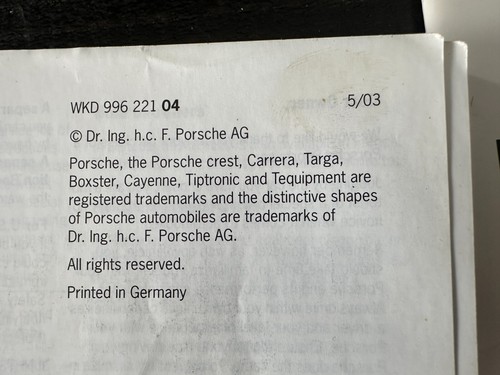 WKD 996 221 04 5/03
© Dr. Ing. h.c. F. Porsche AG
Porsche, the Porsche crest, Carrera, Targa,
Boxster, Cayenne, Tiptronic and Tequipment are
registered trademarks and the distinctive shapes
of Porsche automobiles are trademarks of
Dr. Ing. h.c. F. Porsche AG.
All rights reserved.
Printed in Germany